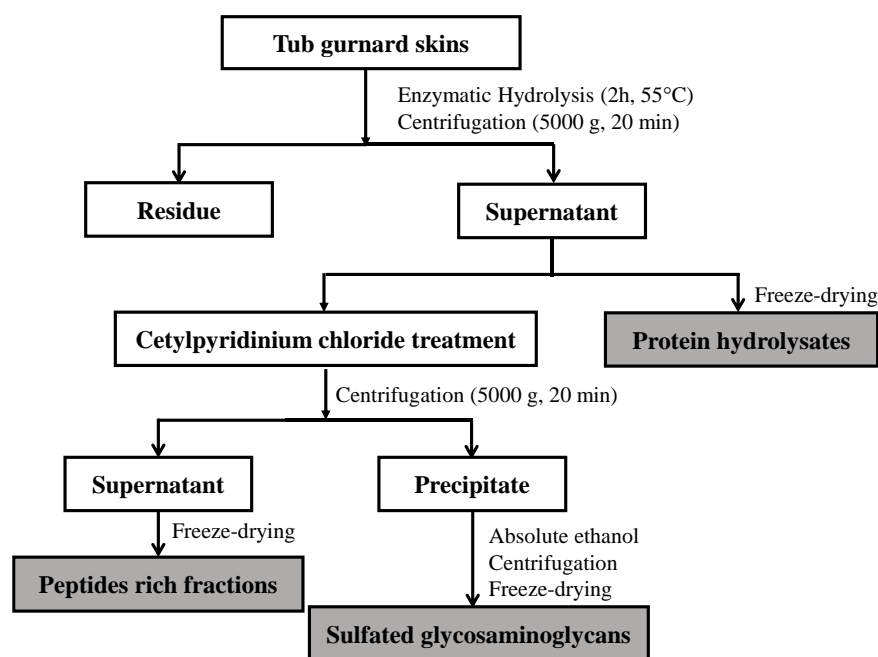 Tub gurnard skins
Enzymatic Hydrolysis (2h, 55°C)
Centrifugation (5000 g, 20 min)
Residue
Supernatant
Freeze-drying
Cetylpyridinium chloride treatment
Protein hydrolysates
Centrifugation (5000 g, 20 min)
Supernatant
Precipitate
Freeze-drying
Absolute ethanol
Centrifugation
Freeze-drying
Peptides rich fractions
Sulfated glycosaminoglycans